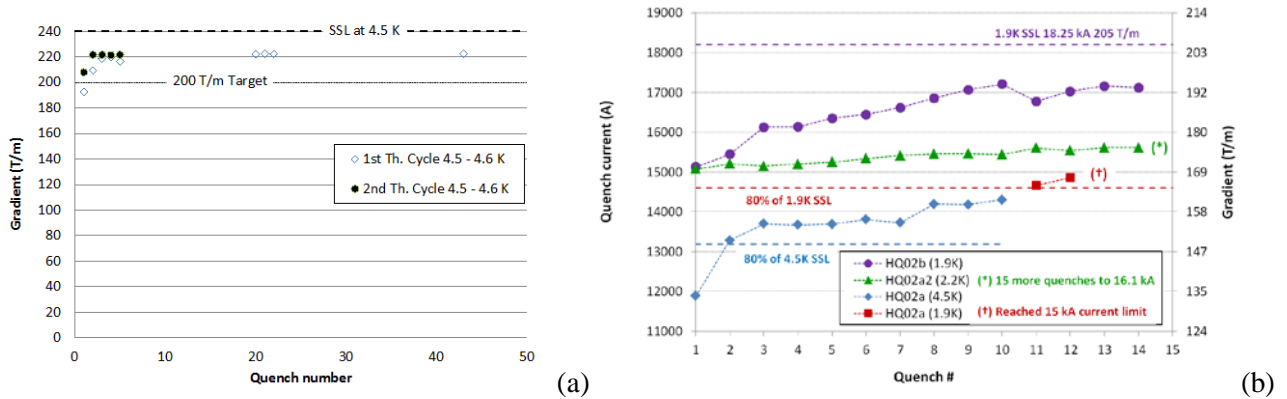 240
220
200
180
160
140
120
100
80
60
40
20
0
Gradient (T/m)
SSL at 4.5 K
200 T/m Target
1st Th. Cycle 4.5 - 4.6 K
2nd Th. Cycle 4.5 - 4.6 K
0 10 20 30 40 50
Quench number
(a)
19000
18000
17000
16000
15000
14000
13000
12000
11000
Quench current (A)
1.9K SSL 18.25 kA 205 T/m
(*)
(†)
80% of 1.9K SSL
80% of 4.5K SSL
HQ02b (1.9K)
HQ02a2 (2.2K) (*) 15 more quenches to 16.1 kA
HQ02a (4.5K)
HQ02a (1.9K) (†) Reached 15 kA current limit
214
203
192
180
169
158
147
135
124
Gradient (T/m)
1 2 3 4 5 6 7 8 9 10 11 12 13 14 15
Quench #
(b)